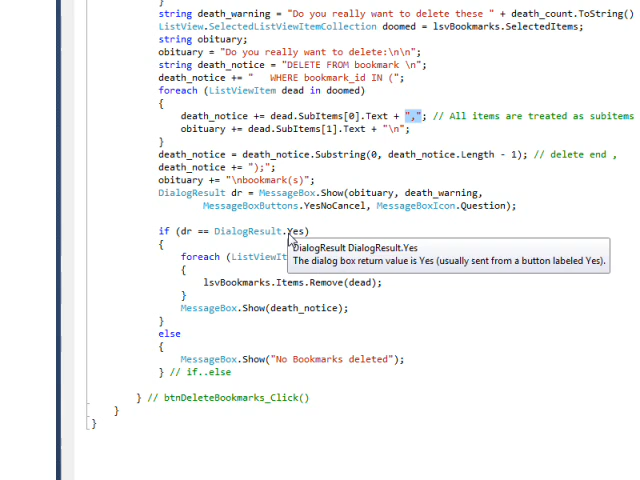 }
string death_warning = "Do you really want to delete these " + death_count.ToString()
ListView.SelectedListViewItemCollection doomed = lsvBookmarks.SelectedItems;
string obituary;
obituary = "Do you really want to delete:\n\n";
string death_notice = "DELETE FROM bookmark \n";
death_notice += "   WHERE bookmark_id IN (";
foreach (ListViewItem dead in doomed)
{
death_notice += dead.SubItems[0].Text + ","; // All items are treated as subitems
obituary += dead.SubItems[1].Text + "\n";
}
death_notice = death_notice.Substring(0, death_notice.Length - 1); // delete end ,
death_notice += ");";
obituary += "\nbookmark(s)";
DialogResult dr = MessageBox.Show(obituary, death_warning,
MessageBoxButtons.YesNoCancel, MessageBoxIcon.Question);
if (dr == DialogResult.Yes)
{
DialogResult DialogResult.Yes
foreach (ListViewIt
The dialog box return value is Yes (usually sent from a button labeled Yes).
{
lsvBookmarks.Items.Remove(dead);
}
MessageBox.Show(death_notice);
}
else
{
MessageBox.Show("No Bookmarks deleted");
} // if..else
} // btnDeleteBookmarks_Click()
}
}